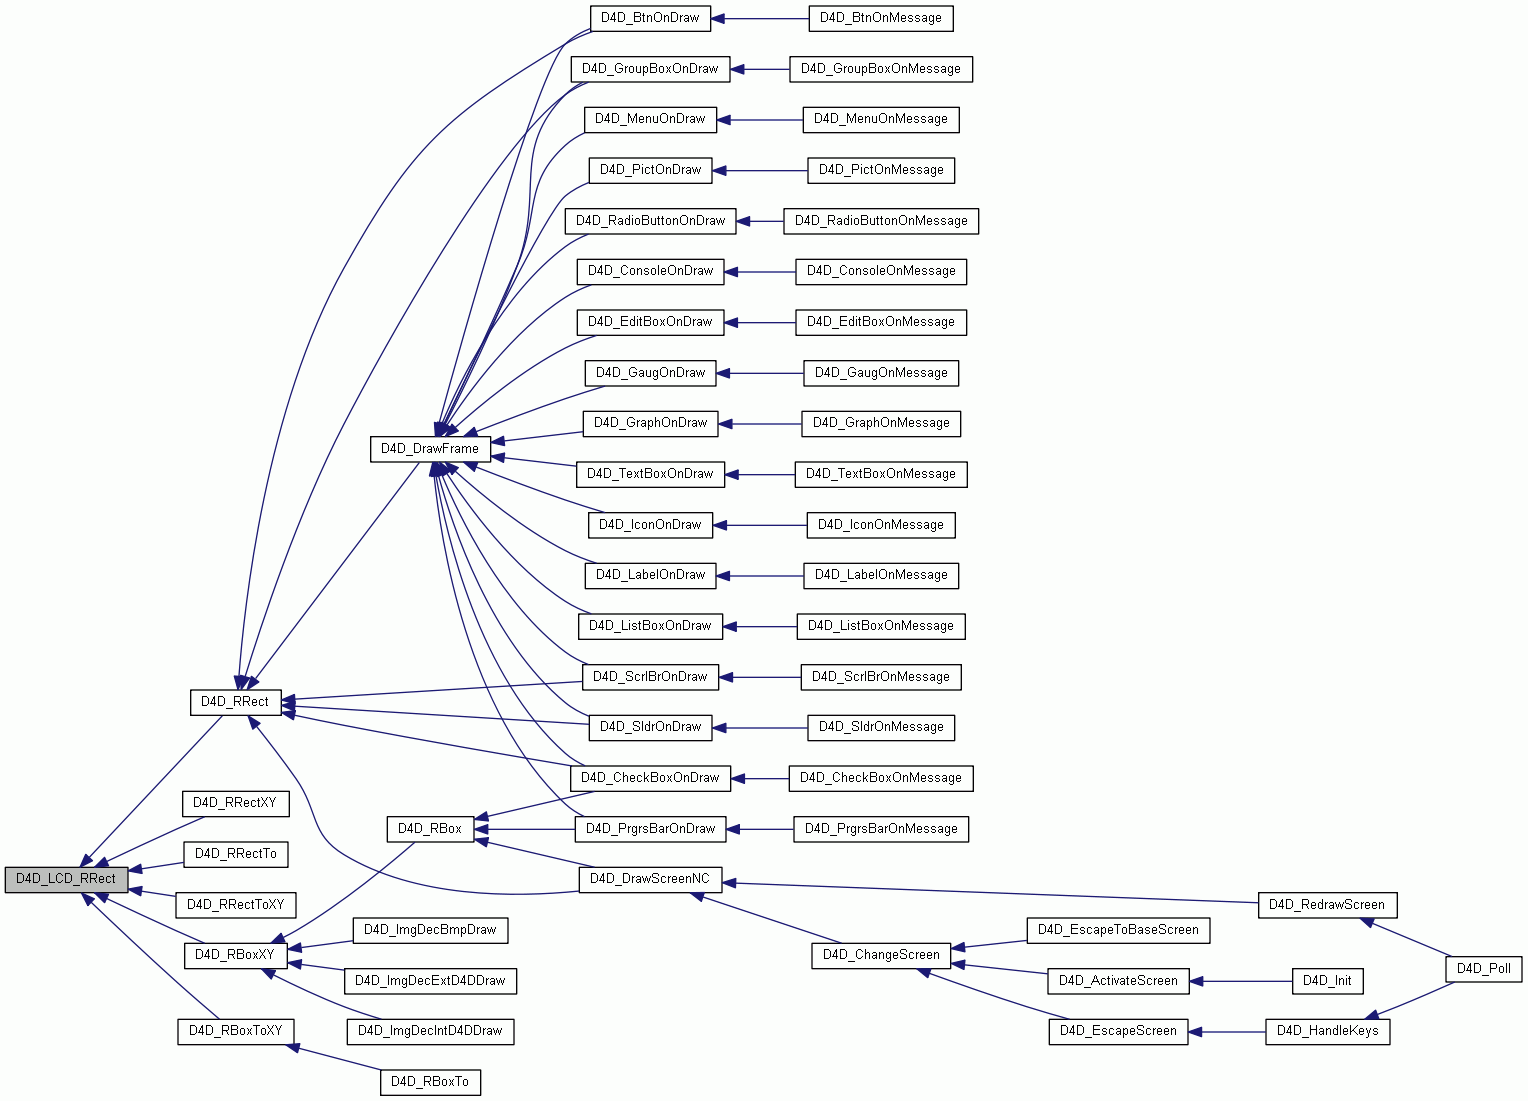 D4D_BtnOnDraw
D4D_BtnOnMessage
D4D_GroupBoxOnDraw
D4D_GroupBoxOnMessage
D4D_MenuOnDraw
D4D_MenuOnMessage
D4D_PictOnDraw
D4D_PictOnMessage
D4D_RadioButtonOnDraw
D4D_RadioButtonOnMessage
D4D_ConsoleOnDraw
D4D_ConsoleOnMessage
D4D_EditBoxOnDraw
D4D_EditBoxOnMessage
D4D_GaugOnDraw
D4D_GaugOnMessage
D4D_GraphOnDraw
D4D_GraphOnMessage
D4D_DrawFrame
D4D_TextBoxOnDraw
D4D_TextBoxOnMessage
D4D_IconOnDraw
D4D_IconOnMessage
D4D_LabelOnDraw
D4D_LabelOnMessage
D4D_ListBoxOnDraw
D4D_ListBoxOnMessage
D4D_ScrlBrOnDraw
D4D_ScrlBrOnMessage
D4D_RRect
D4D_SldrOnDraw
D4D_SldrOnMessage
D4D_CheckBoxOnDraw
D4D_CheckBoxOnMessage
D4D_RRectXY
D4D_RBox
D4D_PrgrsBarOnDraw
D4D_PrgrsBarOnMessage
D4D_RRectTo
D4D_LCD_RRect
D4D_DrawScreenNC
D4D_RRectToXY
D4D_RedrawScreen
D4D_ImgDecBmpDraw
D4D_EscapeToBaseScreen
D4D_RBoxXY
D4D_ChangeScreen
D4D_Poll
D4D_ImgDecExtD4DDraw
D4D_ActivateScreen
D4D_Init
D4D_RBoxToXY
D4D_ImgDecIntD4DDraw
D4D_EscapeScreen
D4D_HandleKeys
D4D_RBoxTo